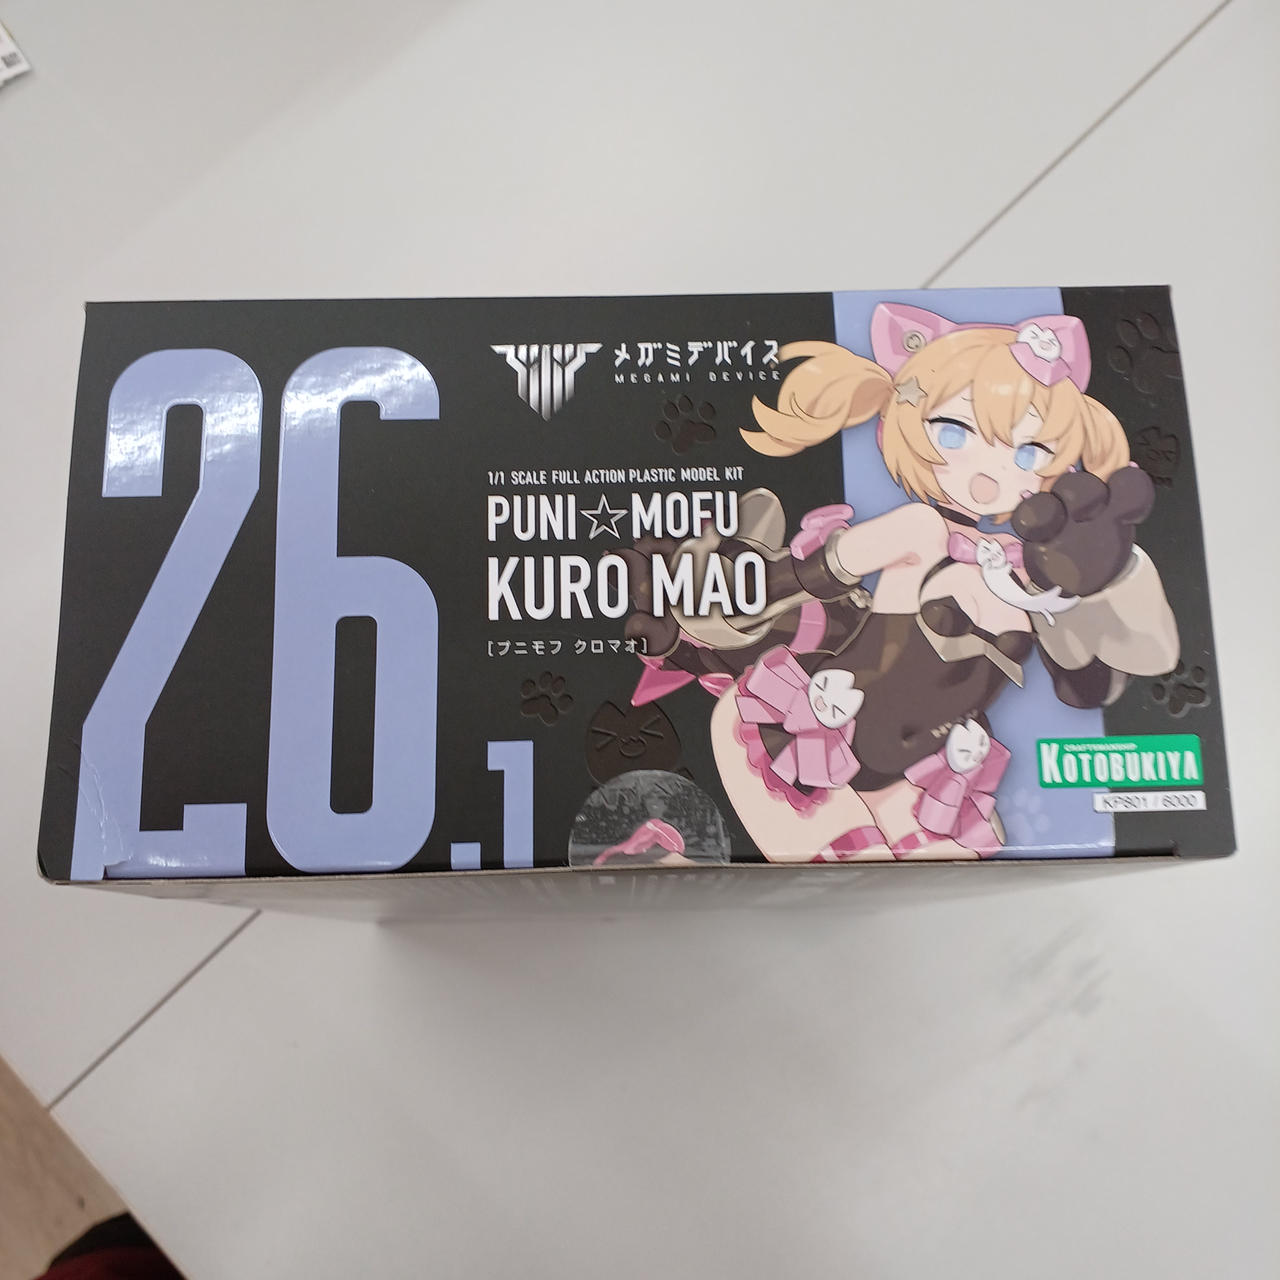 26.1
メガミデバイス
MEGAMI DEVICE
1/1 SCALE FULL ACTION PLASTIC MODEL KIT
PUNI☆MOFU
KURO MAO
[プニモフ クロマオ]
CRAFTSMANSHIP
KOTOBUKIYA
KP801 / 6000